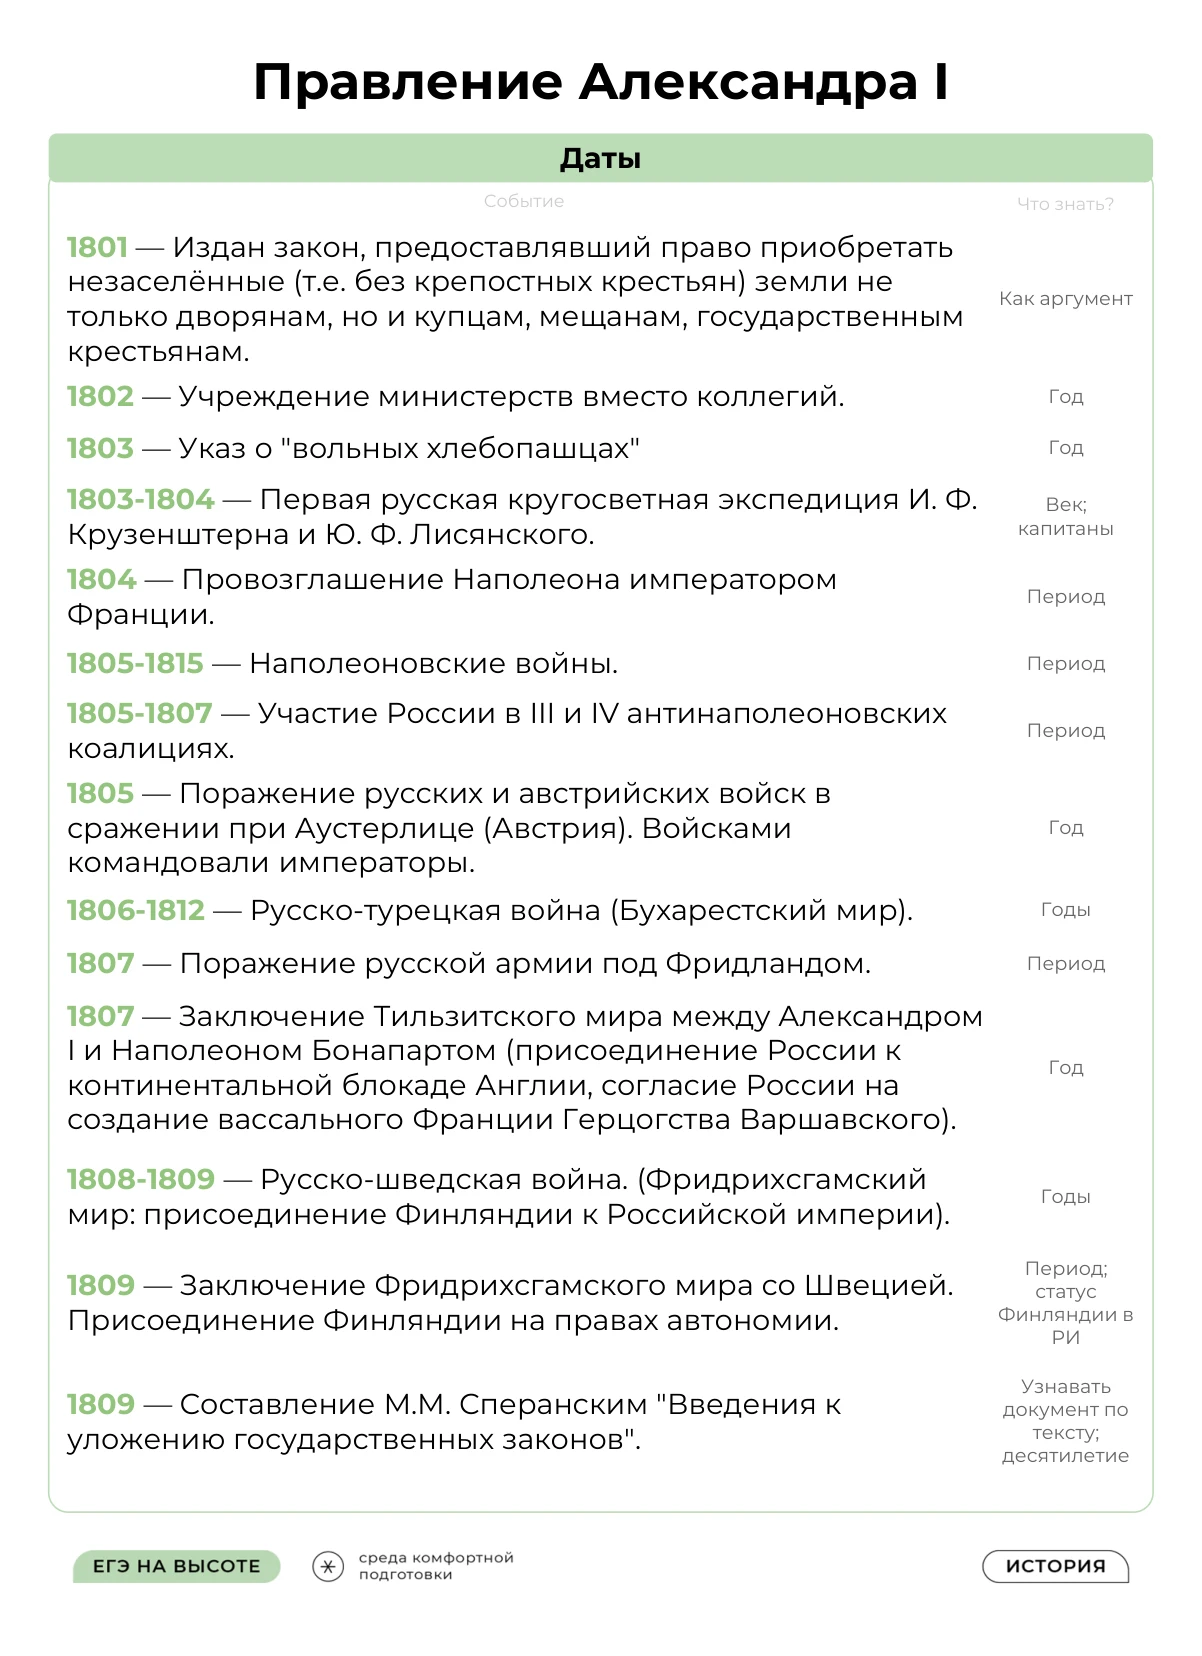 Правление Александра I
Даты
Событие
Что знать?
1801 — Издан закон, предоставлявший право приобретать
незаселённые (т.е. без крепостных крестьян) земли не
только дворянам, но и купцам, мещанам, государственным
крестьянам.
Как аргумент
1802 — Учреждение министерств вместо коллегий.
Год
1803 — Указ о "вольных хлебопашцах"
Год
1803-1804 — Первая русская кругосветная экспедиция И. Ф.
Крузенштерна и Ю. Ф. Лисянского.
Век;
капитаны
1804 — Провозглашение Наполеона императором
Франции.
Период
1805-1815 — Наполеоновские войны.
Период
1805-1807 — Участие России в III и IV антинаполеоновских
коалициях.
Период
1805 — Поражение русских и австрийских войск в
сражении при Аустерлице (Австрия). Войсками
командовали императоры.
Год
1806-1812 — Русско-турецкая война (Бухарестский мир).
Годы
1807 — Поражение русской армии под Фридландом.
Период
1807 — Заключение Тильзитского мира между Александром
I и Наполеоном Бонапартом (присоединение России к
континентальной блокаде Англии, согласие России на
создание вассального Франции Герцогства Варшавского).
Год
1808-1809 — Русско-шведская война. (Фридрихсгамский
мир: присоединение Финляндии к Российской империи).
Годы
1809 — Заключение Фридрихсгамского мира со Швецией.
Присоединение Финляндии на правах автономии.
Период;
статус
Финляндии в
РИ
1809 — Составление М.М. Сперанским "Введения к
уложению государственных законов".
Узнавать
документ по
тексту;
десятилетие
ЕГЭ НА ВЫСОТЕ
среда комфортной
подготовки
ИСТОРИЯ